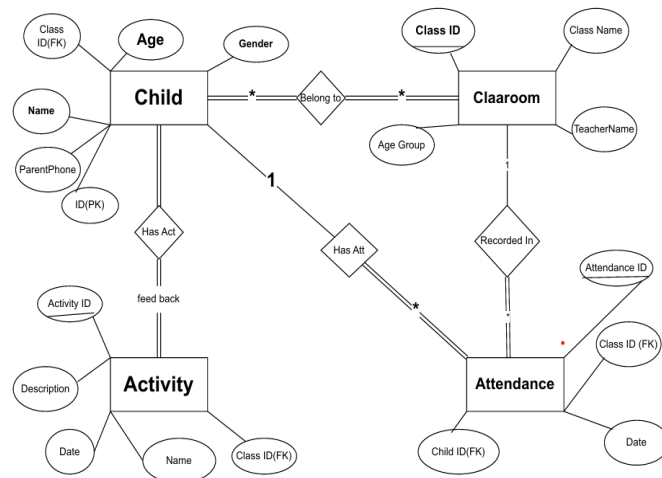 Class
ID(FK)
Age
Gender
Class ID
Class Name
Child
*
Belong to
*
Claaroom
Name
Age Group
TeacherName
ParentPhone
1
1
ID(PK)
Has Act
Has Att
Recorded In
Attendance ID
Activity ID
feed back
*
*
Class ID (FK)
Description
Activity
Attendance
Date
Name
Class ID(FK)
Child ID(FK)
Date